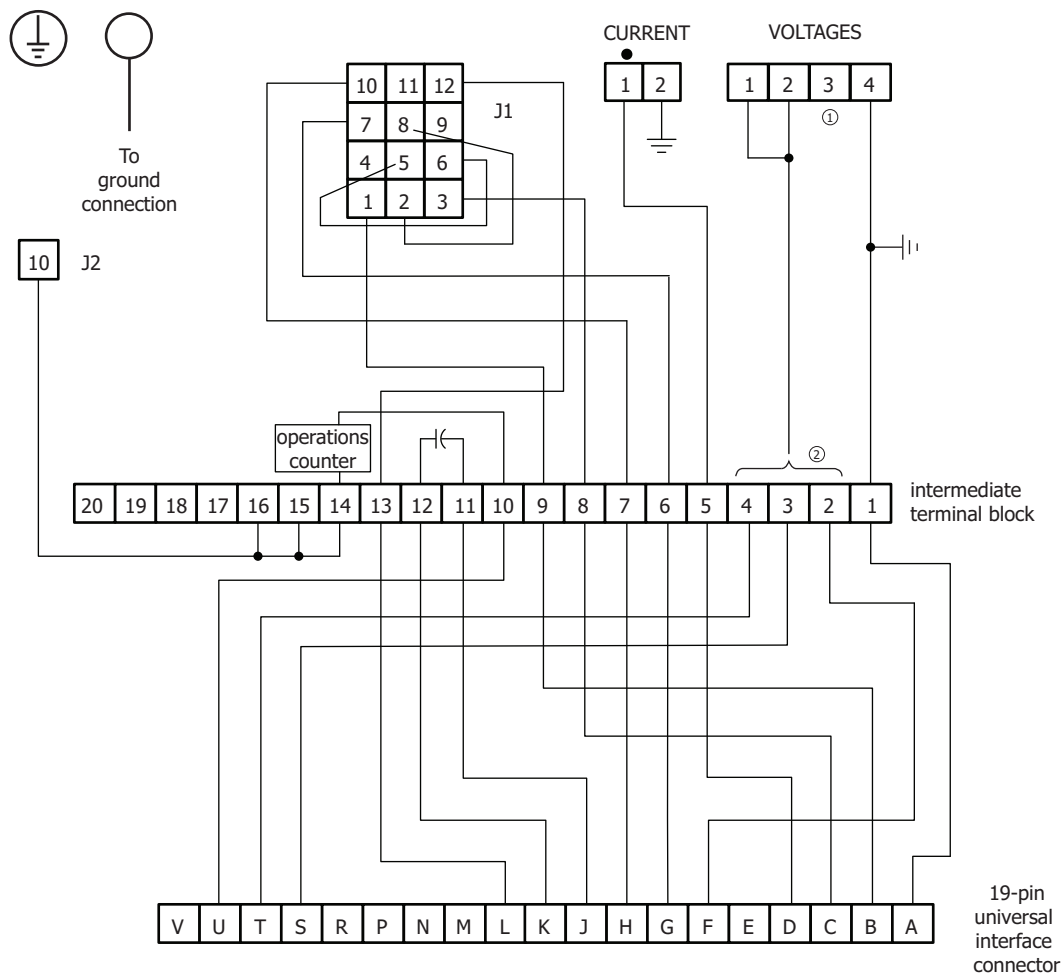 CURRENT
VOLTAGES
1 2
1 2 3 4
①
10 11 12
7 8 9
4 5 6
1 2 3
J1
To
ground
connection
10
J2
operations
counter
②
20 19 18 17 16 15 14 13 12 11 10 9 8 7 6 5 4 3 2 1
intermediate
terminal block
V U T S R P N M L K J H G F E D C B A
19-pin
universal
interface
connector